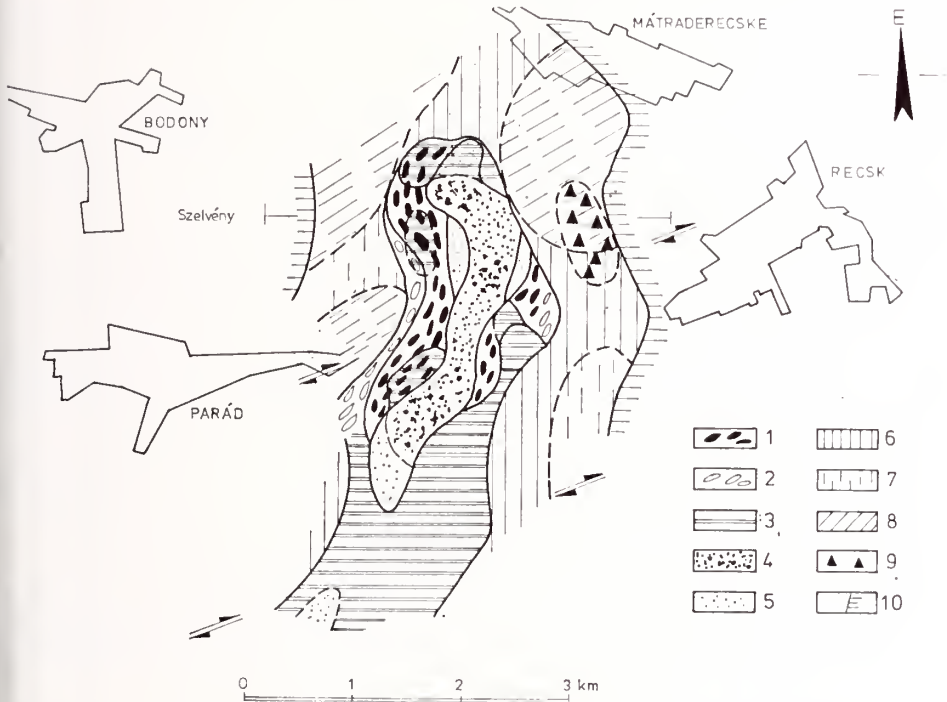 MÁTRADERECSKE
E
BODONY
RECSK
Szelvény
PARÁD
1 6
2 7
3 8
4 9
5 10
0 1 2 3 km